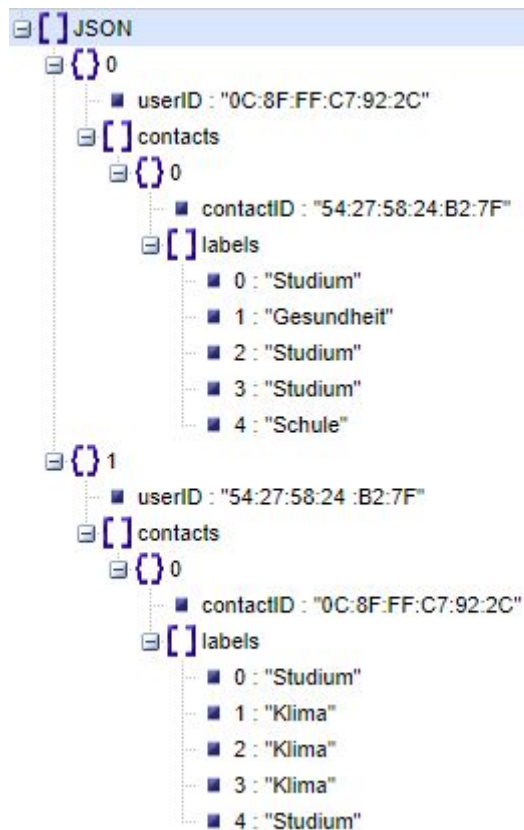 [ ] JSON
{} 0
userID : "0C:8F:FF:C7:92:2C"
[ ] contacts
{} 0
contactID : "54:27:58:24:B2:7F"
[ ] labels
0 : "Studium"
1 : "Gesundheit"
2 : "Studium"
3 : "Studium"
4 : "Schule"
{} 1
userID : "54:27:58:24 :B2:7F"
[ ] contacts
{} 0
contactID : "0C:8F:FF:C7:92:2C"
[ ] labels
0 : "Studium"
1 : "Klima"
2 : "Klima"
3 : "Klima"
4 : "Studium"